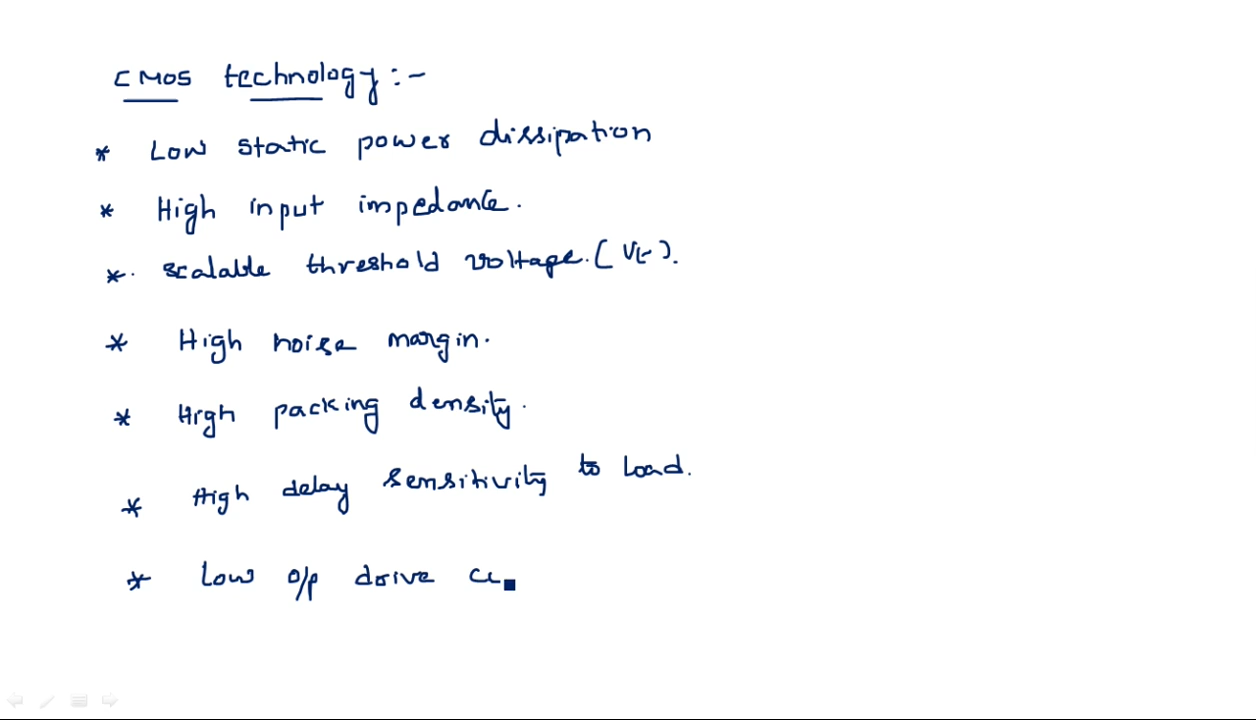 CMOS technology :-
* Low static power dissipation
* High input impedance.
*. scalable threshold voltage. (Vt).
* High noise margin.
* High packing density.
* High delay sensitivity to load.
* Low o/p drive cu